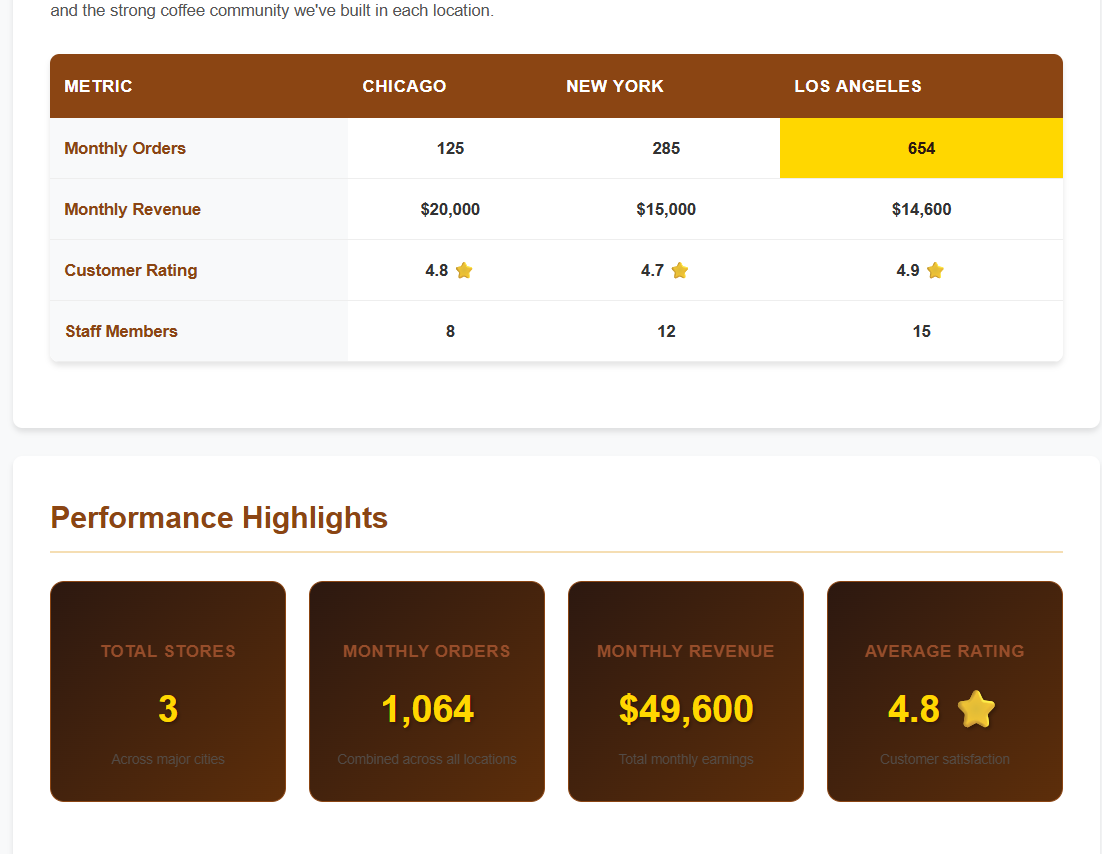 and the strong coffee community we've built in each location.
METRIC CHICAGO NEW YORK LOS ANGELES
Monthly Orders 125 285 654
Monthly Revenue $20,000 $15,000 $14,600
Customer Rating 4.8 ⭐ 4.7 ⭐ 4.9 ⭐
Staff Members 8 12 15
Performance Highlights
TOTAL STORES
3
Across major cities
MONTHLY ORDERS
1,064
Combined across all locations
MONTHLY REVENUE
$49,600
Total monthly earnings
AVERAGE RATING
4.8 ⭐
Customer satisfaction